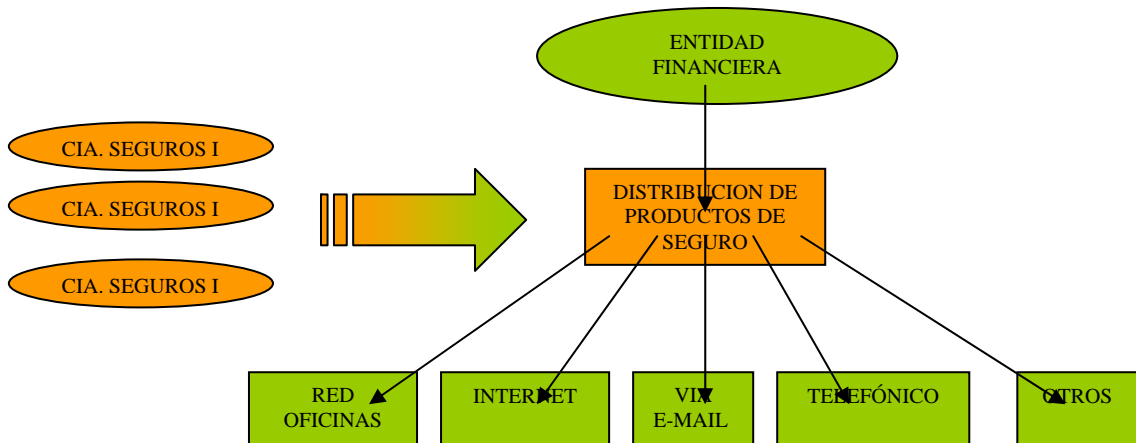 ENTIDAD
FINANCIERA
CIA. SEGUROS I
CIA. SEGUROS I
CIA. SEGUROS I
DISTRIBUCION DE
PRODUCTOS DE
SEGURO
RED
OFICINAS
INTERNET
VIA
E-MAIL
TELEFÓNICO
OTROS